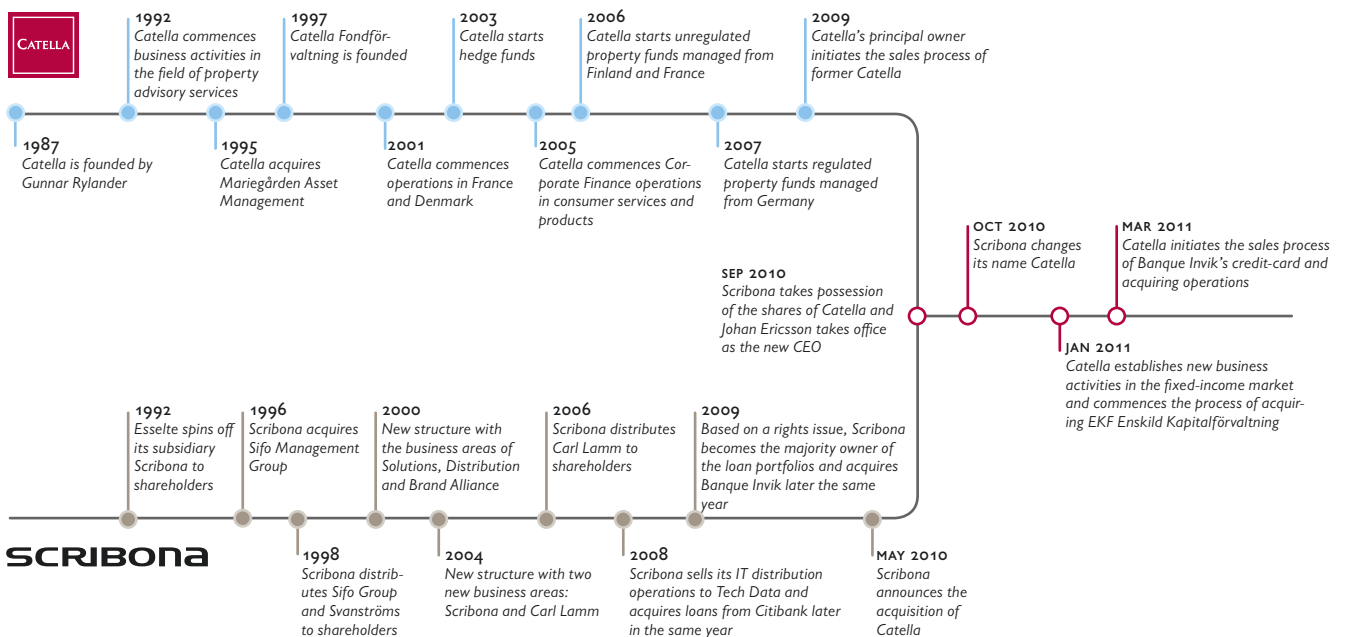 CATELLA
1992
Catella commences
business activities in
the field of property
advisory services
1997
Catella Fondför-
valtning is founded
2003
Catella starts
hedge funds
2006
Catella starts unregulated
property funds managed from
Finland and France
2009
Catella’s principal owner
initiates the sales process of
former Catella
1987
Catella is founded by
Gunnar Rylander
1995
Catella acquires
Mariegården Asset
Management
2001
Catella commences
operations in France
and Denmark
2005
Catella commences Cor-
porate Finance operations
in consumer services and
products
2007
Catella starts regulated
property funds managed
from Germany
SEP 2010
Scribona takes possession
of the shares of Catella and
Johan Ericsson takes office
as the new CEO
OCT 2010
Scribona changes
its name Catella
MAR 2011
Catella initiates the sales process
of Banque Invik’s credit-card and
acquiring operations
JAN 2011
Catella establishes new business
activities in the fixed-income market
and commences the process of acquir-
ing EKF Enskild Kapitalförvaltning
1992
Esselte spins off
its subsidiary
Scribona to
shareholders
1996
Scribona acquires
Sifo Management
Group
2000
New structure with
the business areas of
Solutions, Distribution
and Brand Alliance
2006
Scribona distributes
Carl Lamm to
shareholders
2009
Based on a rights issue, Scribona
becomes the majority owner of
the loan portfolios and acquires
Banque Invik later the same
year
SCRIBONA
1998
Scribona distrib-
utes Sifo Group
and Svanströms
to shareholders
2004
New structure with two
new business areas:
Scribona and Carl Lamm
2008
Scribona sells its IT distribution
operations to Tech Data and
acquires loans from Citibank later
in the same year
MAY 2010
Scribona
announces the
acquisition of
Catella